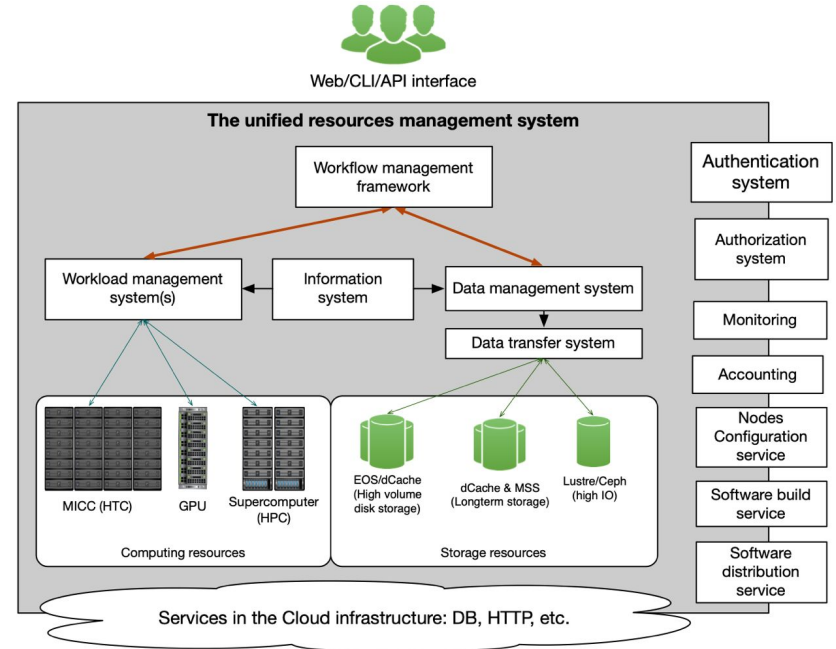 Web/CLI/API interface
The unified resources management system
Workflow management
framework
Workload management
system(s)
Information
system
Data management system
Data transfer system
MICC (HTC)
GPU
Supercomputer
(HPC)
Computing resources
EOS/dCache
(High volume
disk storage)
dCache & MSS
(Longterm storage)
Lustre/Ceph
(high IO)
Storage resources
Services in the Cloud infrastructure: DB, HTTP, etc.
Authentication
system
Authorization
system
Monitoring
Accounting
Nodes
Configuration
service
Software build
service
Software
distribution
service